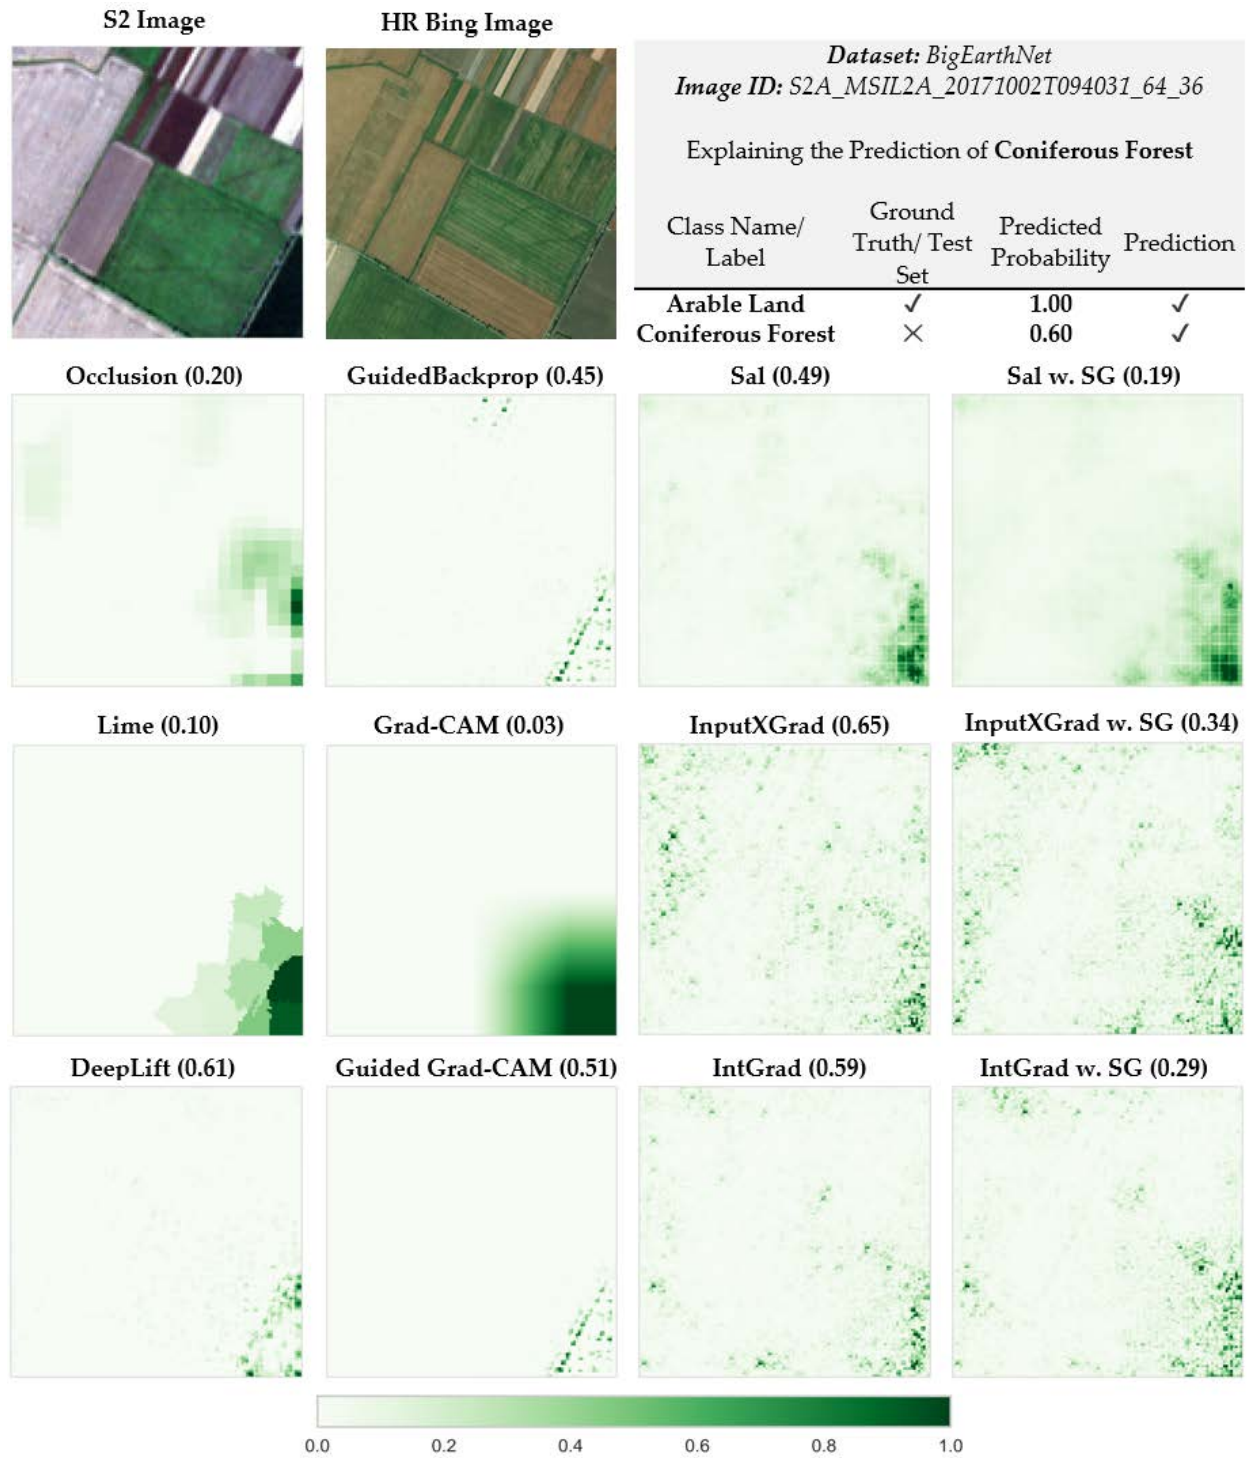 S2 Image
HR Bing Image
Dataset: BigEarthNet
Image ID: S2A_MSIL2A_20171002T094031_64_36
Explaining the Prediction of Coniferous Forest
Class Name/ Label
Ground Truth/ Test Set
Predicted Probability
Prediction
Arable Land ✓ 1.00 ✓
Coniferous Forest ✕ 0.60 ✓
Occlusion (0.20)
GuidedBackprop (0.45)
Sal (0.49)
Sal w. SG (0.19)
Lime (0.10)
Grad-CAM (0.03)
InputXGrad (0.65)
InputXGrad w. SG (0.34)
DeepLift (0.61)
Guided Grad-CAM (0.51)
IntGrad (0.59)
IntGrad w. SG (0.29)
0.0 0.2 0.4 0.6 0.8 1.0